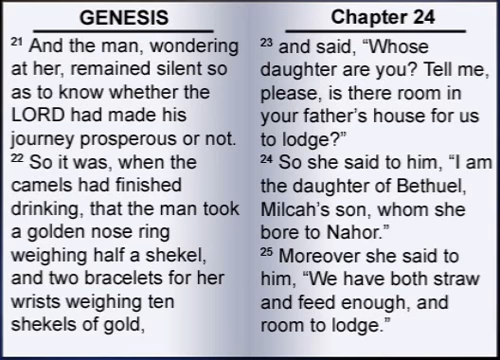 GENESIS
21 And the man, wondering
at her, remained silent so
as to know whether the
LORD had made his
journey prosperous or not.
22 So it was, when the
camels had finished
drinking, that the man took
a golden nose ring
weighing half a shekel,
and two bracelets for her
wrists weighing ten
shekels of gold,
Chapter 24
23 and said, “Whose
daughter are you? Tell me,
please, is there room in
your father’s house for us
to lodge?”
24 So she said to him, “I am
the daughter of Bethuel,
Milcah’s son, whom she
bore to Nahor.”
25 Moreover she said to
him, “We have both straw
and feed enough, and
room to lodge.”